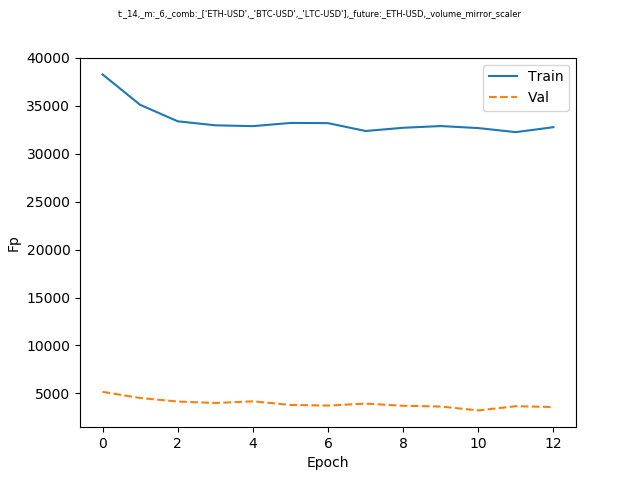 t:_14,_m:_6,_comb:_['ETH-USD',_'BTC-USD',_'LTC-USD'],_future:_ETH-USD,_volume_mirror_scaler
40000
35000
30000
25000
20000
15000
10000
5000
Fp
Train
Val
0 2 4 6 8 10 12
Epoch